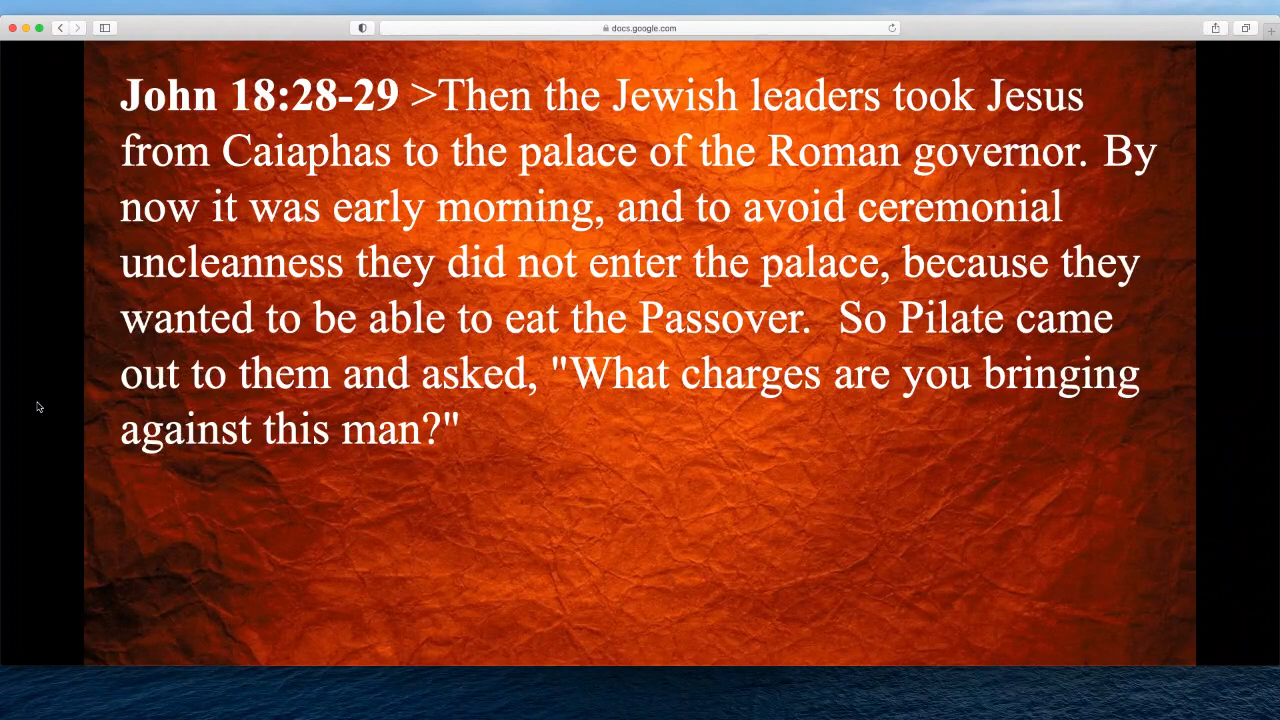 docs.google.com
John 18:28-29 >Then the Jewish leaders took Jesus
from Caiaphas to the palace of the Roman governor. By
now it was early morning, and to avoid ceremonial
uncleanness they did not enter the palace, because they
wanted to be able to eat the Passover. So Pilate came
out to them and asked, "What charges are you bringing
against this man?"